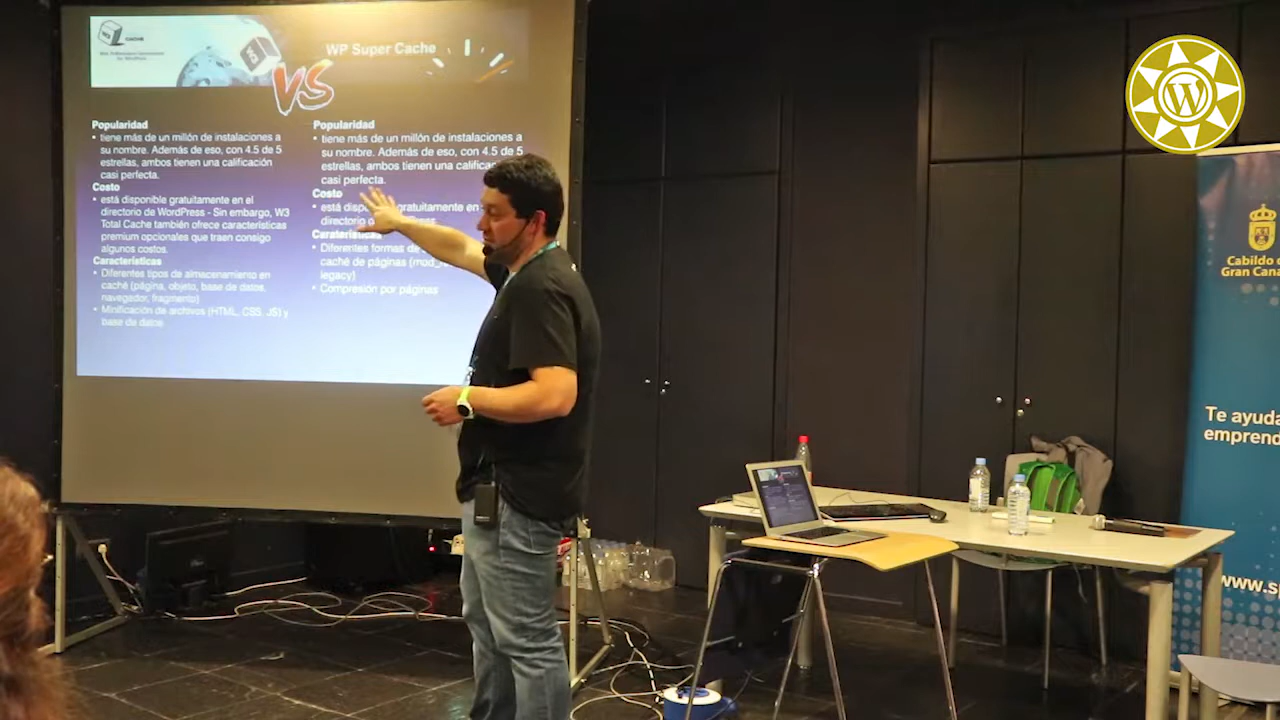 W3
CACHE
WP Super Cache
VS
Popularidad
• tiene más de un millón de instalaciones a
su nombre. Además de eso, con 4.5 de 5
estrellas, ambos tienen una calificación
casi perfecta.
Costo
• está disponible gratuitamente en el
directorio de WordPress - Sin embargo, W3
Total Cache también ofrece características
premium opcionales que traen consigo
algunos costos.
Características
• Diferentes tipos de almacenamiento en
caché (página, objeto, base de datos,
navegador, fragmento)
• Minificación de archivos (HTML, CSS, JS) y
base de datos
Popularidad
• tiene más de un millón de instalaciones a
su nombre. Además de eso, con 4.5 de 5
estrellas, ambos tienen una calificación
casi perfecta.
Costo
• está gratuitamente en
directorio
Características
• Diferentes formas de
caché de páginas
legacy)
• Compresión por páginas
W
Cabildo
Gran Cana
Te ayuda
emprend
www.s